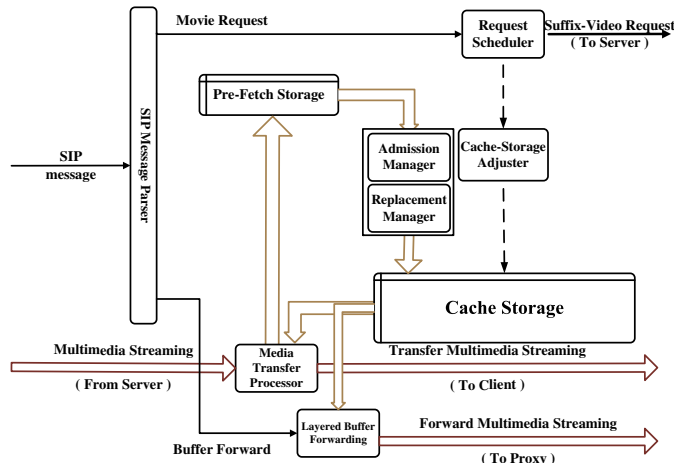 Movie Request
Request
Scheduler
Suffix-Video Request
( To Server )
Pre-Fetch Storage
SIP Message Parser
SIP
message
Admission
Manager
Cache-Storage
Adjuster
Replacement
Manager
Cache Storage
Multimedia Streaming
( From Server )
Media
Transfer
Processor
Transfer Multimedia Streaming
( To Client )
Buffer Forward
Layered Buffer
Forwarding
Forward Multimedia Streaming
( To Proxy )